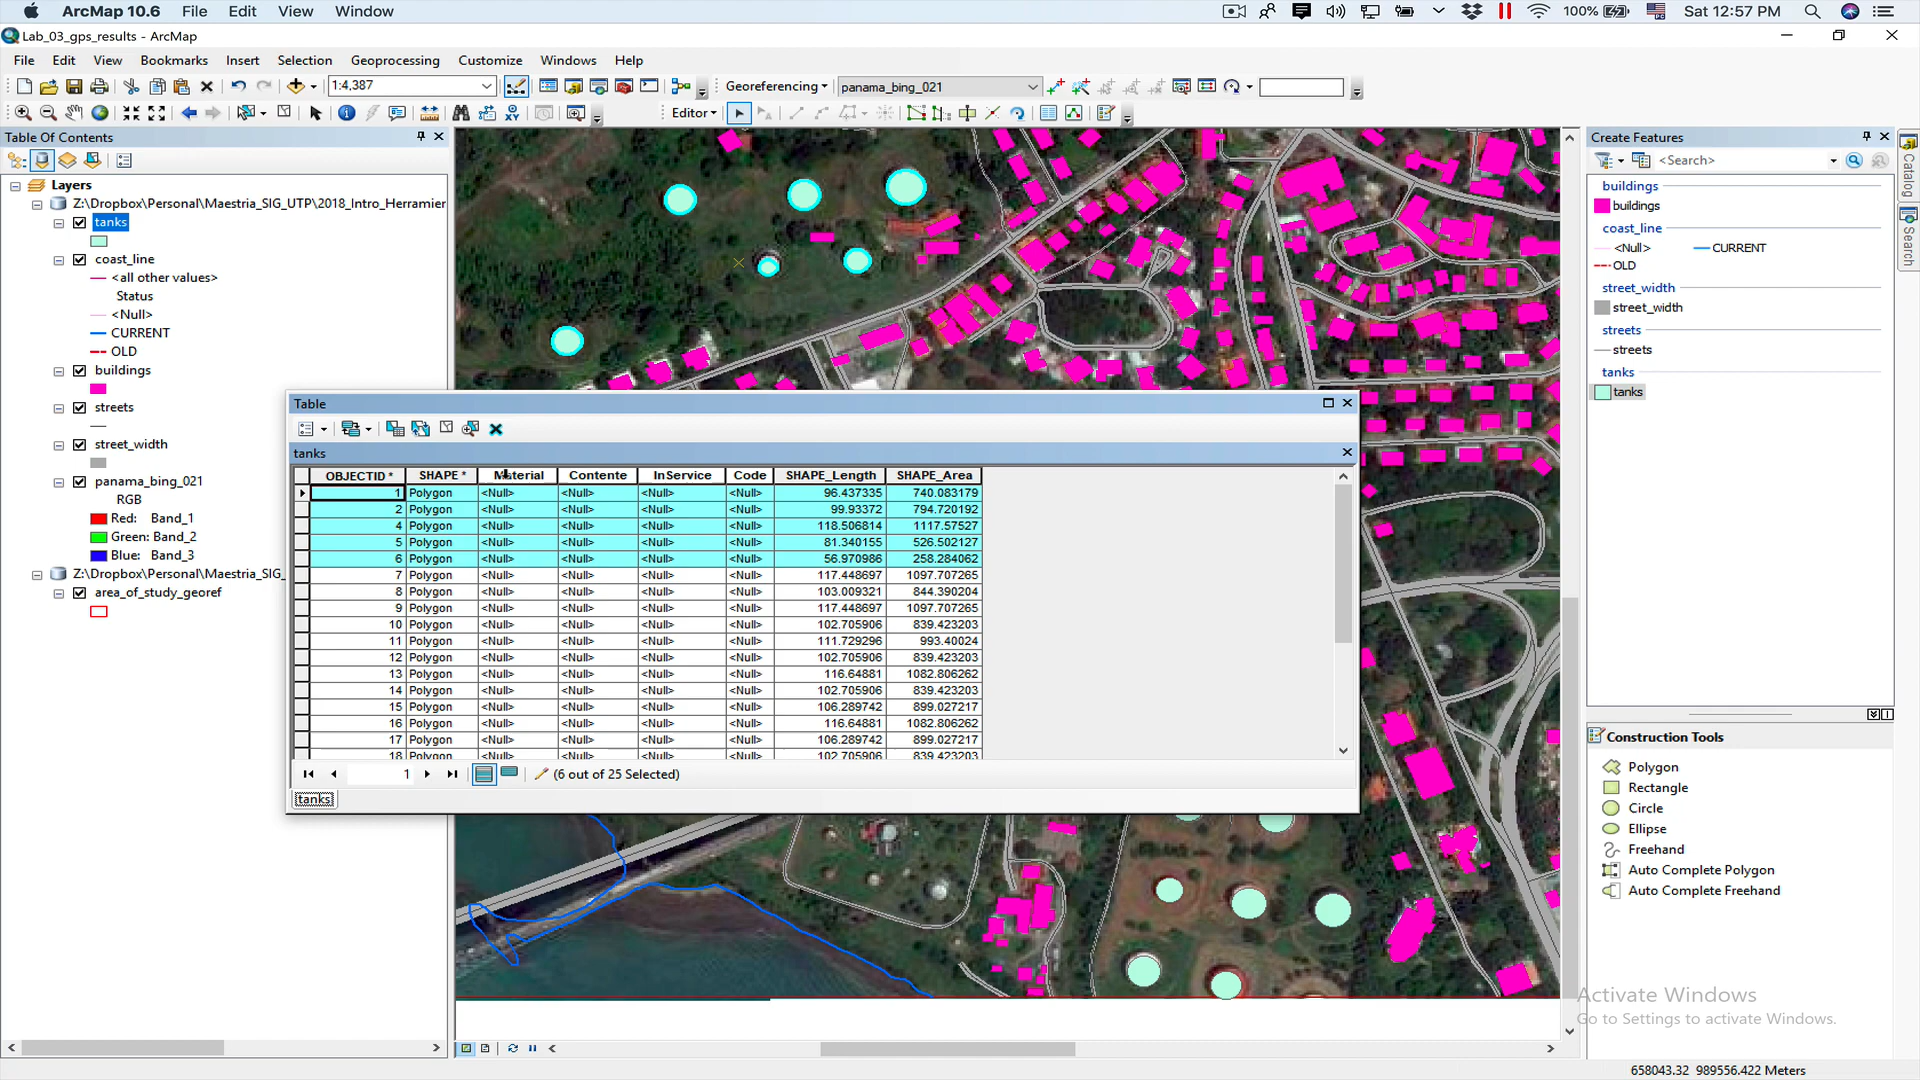 ArcMap 10.6 File Edit View Window 100% Sat 12:57 PM
Lab_03_gps_results - ArcMap
File Edit View Bookmarks Insert Selection Geoprocessing Customize Windows Help
1:4,387 Georeferencing panama_bing_021
Editor
Table Of Contents
Layers
Z:\Dropbox\Personal\Maestria_SIG_UTP\2018_Intro_Herramier
tanks
coast_line
<all other values>
Status
<Null>
CURRENT
OLD
buildings
streets
street_width
panama_bing_021
RGB
Red: Band_1
Green: Band_2
Blue: Band_3
Z:\Dropbox\Personal\Maestria_SIG_
area_of_study_georef
Table
tanks
OBJECTID * SHAPE * Material Contente InService Code SHAPE_Length SHAPE_Area
1 Polygon <Null> <Null> <Null> <Null> 96.437335 740.083179
2 Polygon <Null> <Null> <Null> <Null> 99.93372 794.720192
4 Polygon <Null> <Null> <Null> <Null> 118.506814 1117.57527
5 Polygon <Null> <Null> <Null> <Null> 81.340155 526.502127
6 Polygon <Null> <Null> <Null> <Null> 56.970986 258.284062
7 Polygon <Null> <Null> <Null> <Null> 117.448697 1097.707265
8 Polygon <Null> <Null> <Null> <Null> 103.009321 844.390204
9 Polygon <Null> <Null> <Null> <Null> 117.448697 1097.707265
10 Polygon <Null> <Null> <Null> <Null> 102.705906 839.423203
11 Polygon <Null> <Null> <Null> <Null> 111.729296 993.40024
12 Polygon <Null> <Null> <Null> <Null> 102.705906 839.423203
13 Polygon <Null> <Null> <Null> <Null> 116.64881 1082.806262
14 Polygon <Null> <Null> <Null> <Null> 102.705906 839.423203
15 Polygon <Null> <Null> <Null> <Null> 106.289742 899.027217
16 Polygon <Null> <Null> <Null> <Null> 116.64881 1082.806262
17 Polygon <Null> <Null> <Null> <Null> 106.289742 899.027217
18 Polygon <Null> <Null> <Null> <Null> 102.705906 839.423203
1 (6 out of 25 Selected)
tanks
Create Features
<Search>
buildings
buildings
coast_line
<Null> CURRENT
OLD
street_width
street_width
streets
streets
tanks
tanks
Construction Tools
Polygon
Rectangle
Circle
Ellipse
Freehand
Auto Complete Polygon
Auto Complete Freehand
Catalog
Search
Activate Windows
Go to Settings to activate Windows.
658043.32 989556.422 Meters